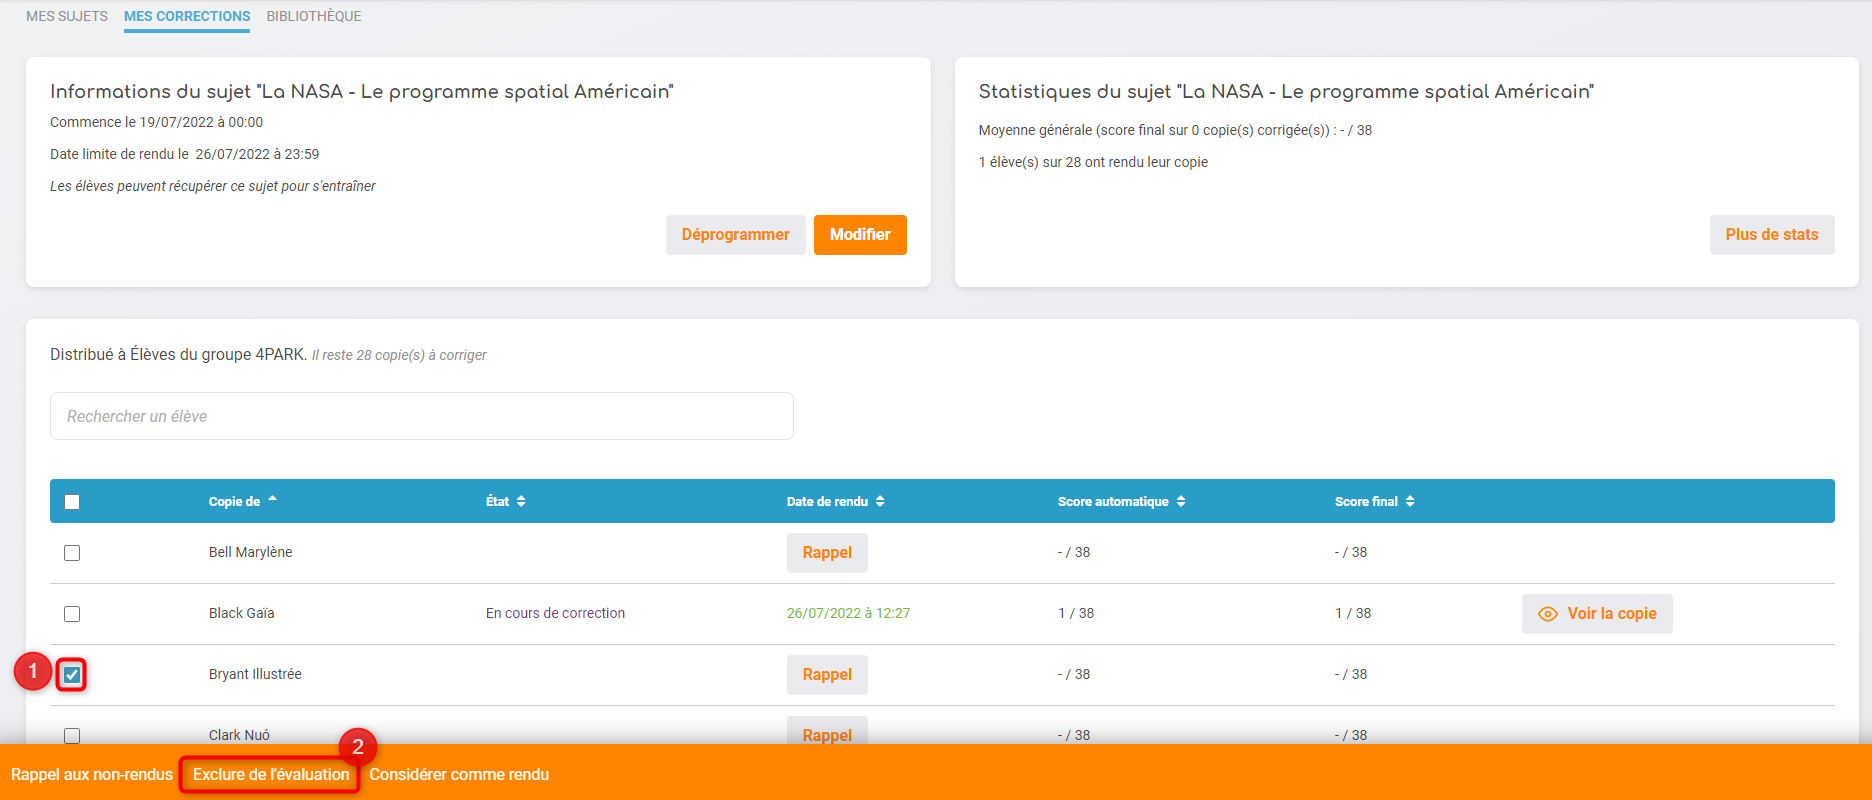 MES SUJETS MES CORRECTIONS BIBLIOTHÈQUE
Informations du sujet "La NASA - Le programme spatial Américain"
Commence le 19/07/2022 à 00:00
Date limite de rendu le 26/07/2022 à 23:59
Les élèves peuvent récupérer ce sujet pour s'entraîner
Déprogrammer Modifier
Statistiques du sujet "La NASA - Le programme spatial Américain"
Moyenne générale (score final sur 0 copie(s) corrigée(s)) : - / 38
1 élève(s) sur 28 ont rendu leur copie
Plus de stats
Distribué à Élèves du groupe 4PARK. Il reste 28 copie(s) à corriger
Rechercher un élève
Copie de État Date de rendu Score automatique Score final
Bell Marylène Rappel - / 38 - / 38
Black Gaïa En cours de correction 26/07/2022 à 12:27 1 / 38 1 / 38 Voir la copie
1 Bryant Illustrée Rappel - / 38 - / 38
Clark Nuó Rappel - / 38 - / 38
2
Rappel aux non-rendus Exclure de l'évaluation Considérer comme rendu